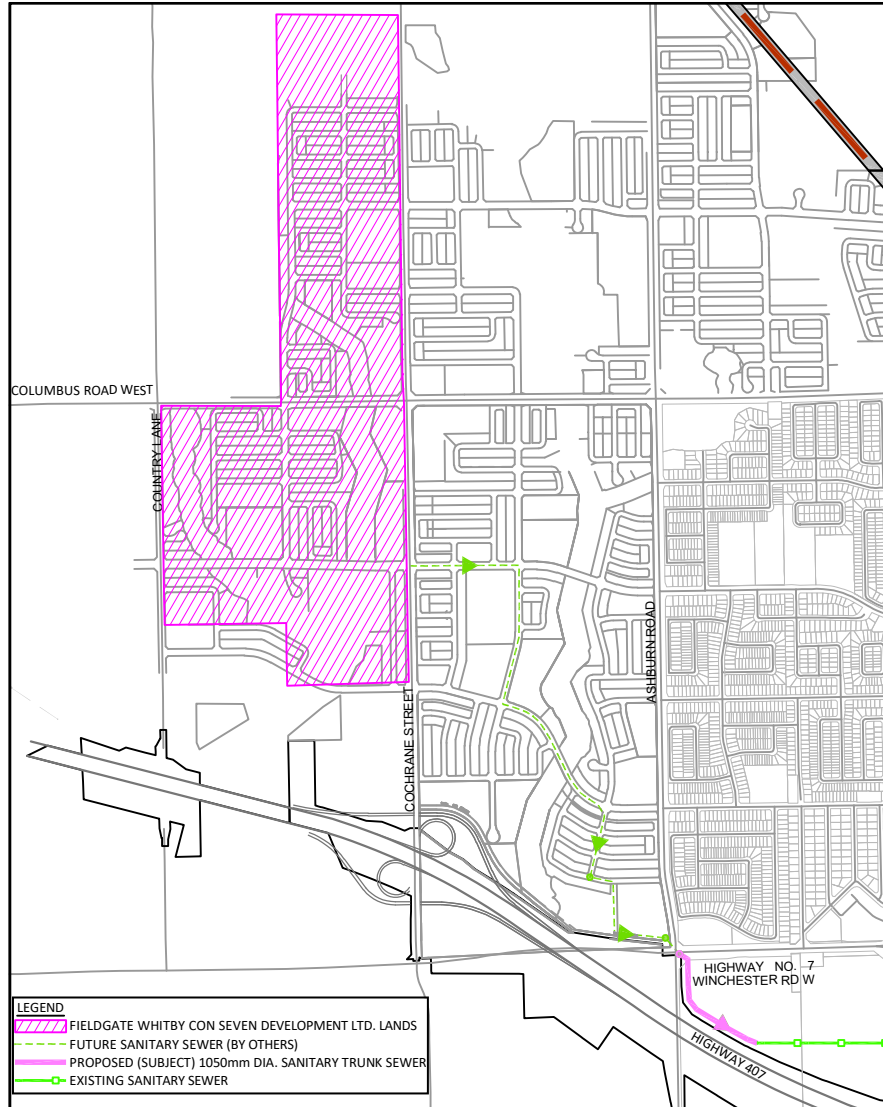 COLUMBUS ROAD WEST
COUNTRY LANE
ASHBURN ROAD
COCHRANE STREET
HIGHWAY NO. 7
WINCHESTER RD W
HIGHWAY 407
LEGEND
FIELDGATE WHITBY CON SEVEN DEVELOPMENT LTD. LANDS
FUTURE SANITARY SEWER (BY OTHERS)
PROPOSED (SUBJECT) 1050mm DIA. SANITARY TRUNK SEWER
EXISTING SANITARY SEWER